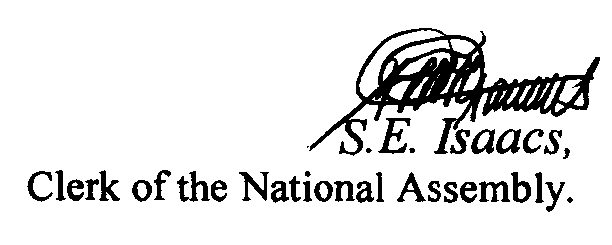 S.E. Isaacs,
Clerk of the National Assembly.